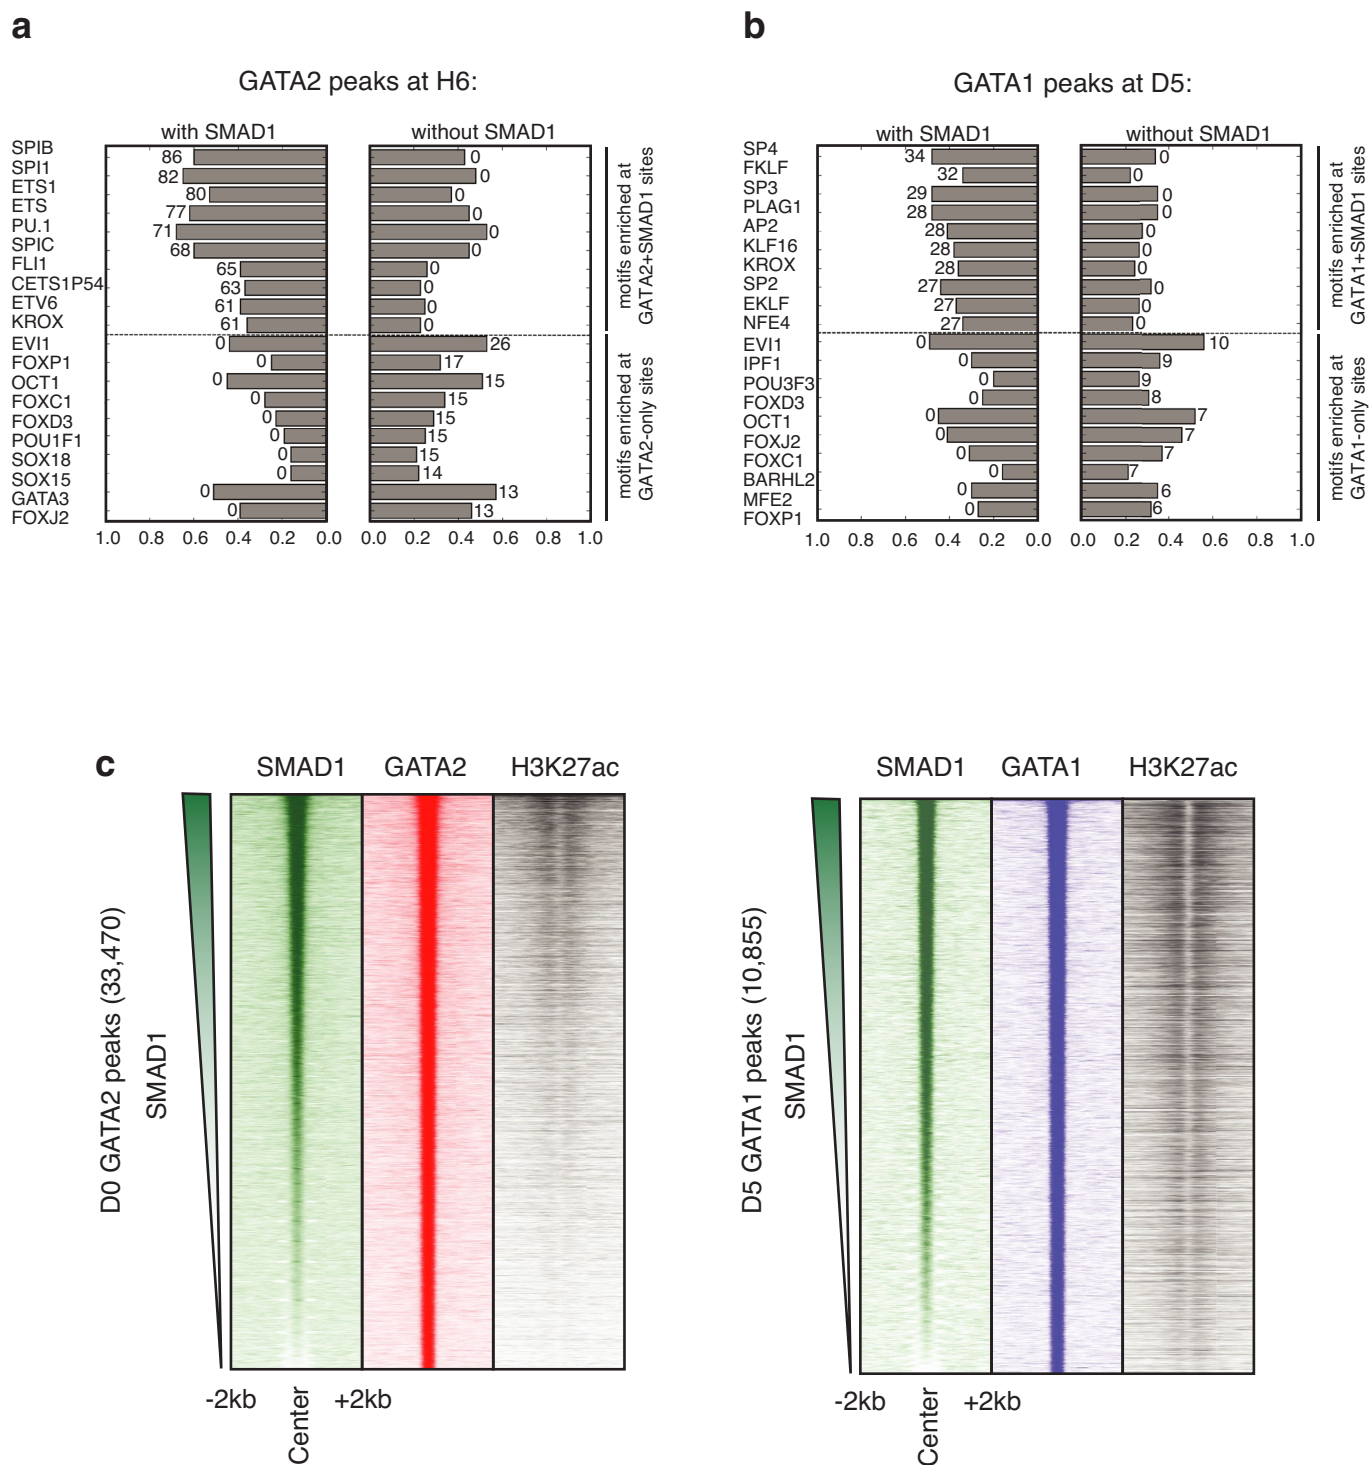 a
GATA2 peaks at H6:
with SMAD1
without SMAD1
SPIB 86 0
SPI1 82 0
ETS1 80 0
ETS 77 0
PU.1 71 0
SPIC 68 0
FLI1 65 0
CETS1P54 63 0
ETV6 61 0
KROX 61 0
EVI1 0 26
FOXP1 0 17
OCT1 0 15
FOXC1 0 15
FOXD3 0 15
POU1F1 0 15
SOX18 0 15
SOX15 0 14
GATA3 0 13
FOXJ2 0 13
1.0 0.8 0.6 0.4 0.2 0.0
0.0 0.2 0.4 0.6 0.8 1.0
motifs enriched at
GATA2+SMAD1 sites
motifs enriched at
GATA2-only sites
b
GATA1 peaks at D5:
with SMAD1
without SMAD1
SP4 34 0
FKLF 32 0
SP3 29 0
PLAG1 28 0
AP2 28 0
KLF16 28 0
KROX 28 0
SP2 27 0
EKLF 27 0
NFE4 27 0
EVI1 0 10
IPF1 0 9
POU3F3 0 9
FOXD3 0 8
OCT1 0 7
FOXJ2 0 7
FOXC1 0 7
BARHL2 0 7
MFE2 0 6
FOXP1 0 6
1.0 0.8 0.6 0.4 0.2 0.0
0.0 0.2 0.4 0.6 0.8 1.0
motifs enriched at
GATA1+SMAD1 sites
motifs enriched at
GATA1-only sites
c
SMAD1 GATA2 H3K27ac
D0 GATA2 peaks (33,470)
SMAD1
-2kb Center +2kb
SMAD1 GATA1 H3K27ac
D5 GATA1 peaks (10,855)
SMAD1
-2kb Center +2kb